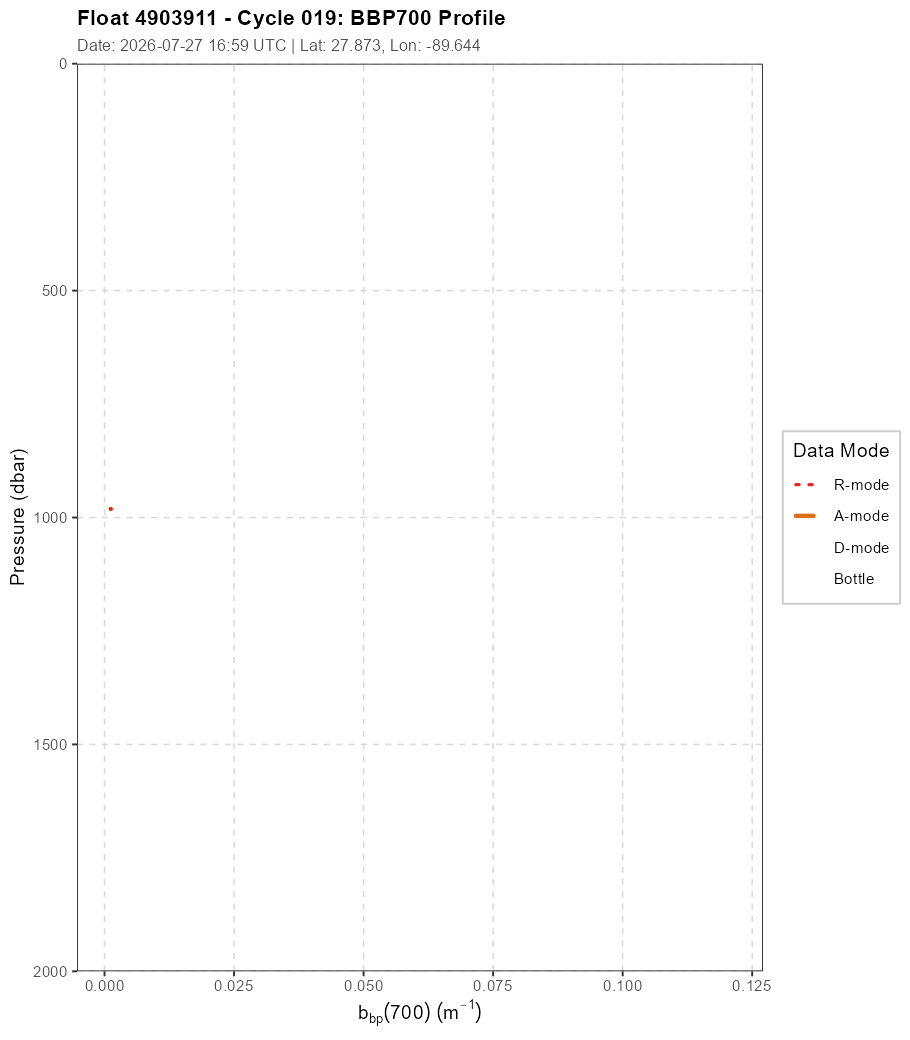 Float 4903911 - Cycle 019: BBP700 Profile
Date: 2026-07-27 16:59 UTC | Lat: 27.873, Lon: -89.644
0
500
1000
1500
2000
Pressure (dbar)
0.000 0.025 0.050 0.075 0.100 0.125
b_bp(700) (m⁻¹)
Data Mode
R-mode
A-mode
D-mode
Bottle